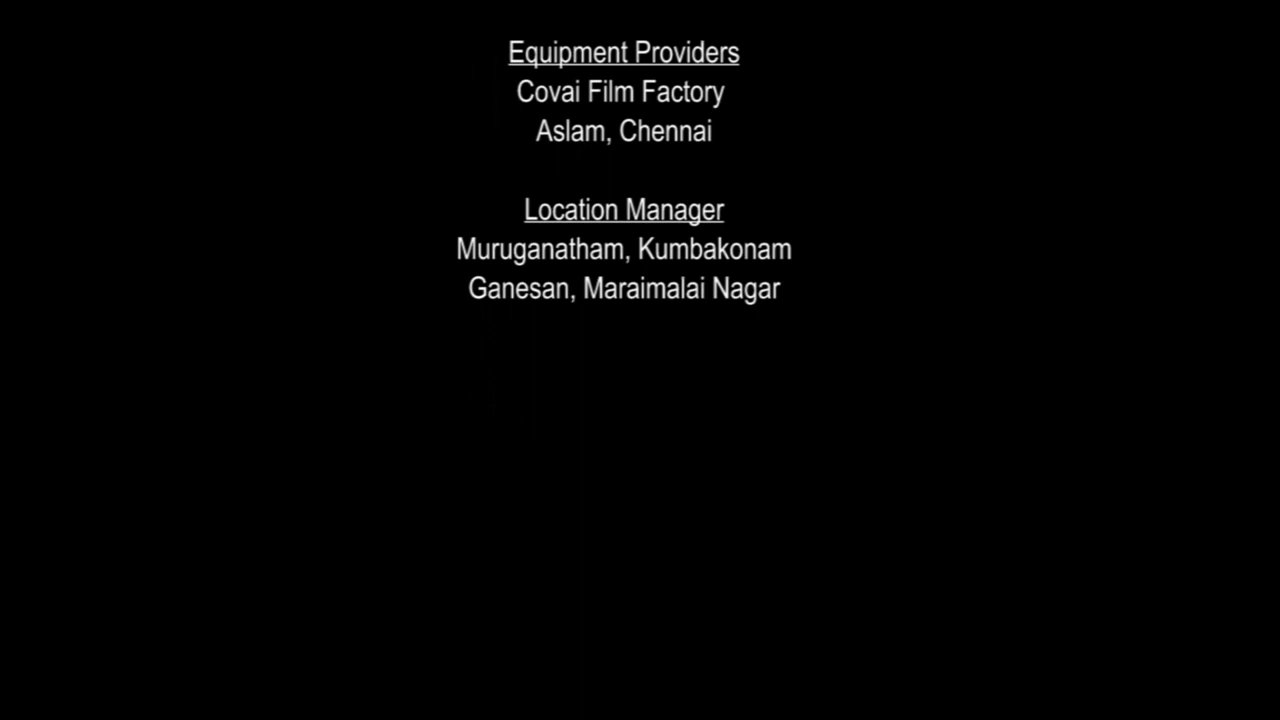 Equipment Providers
Covai Film Factory
Aslam, Chennai
Location Manager
Muruganatham, Kumbakonam
Ganesan, Maraimalai Nagar